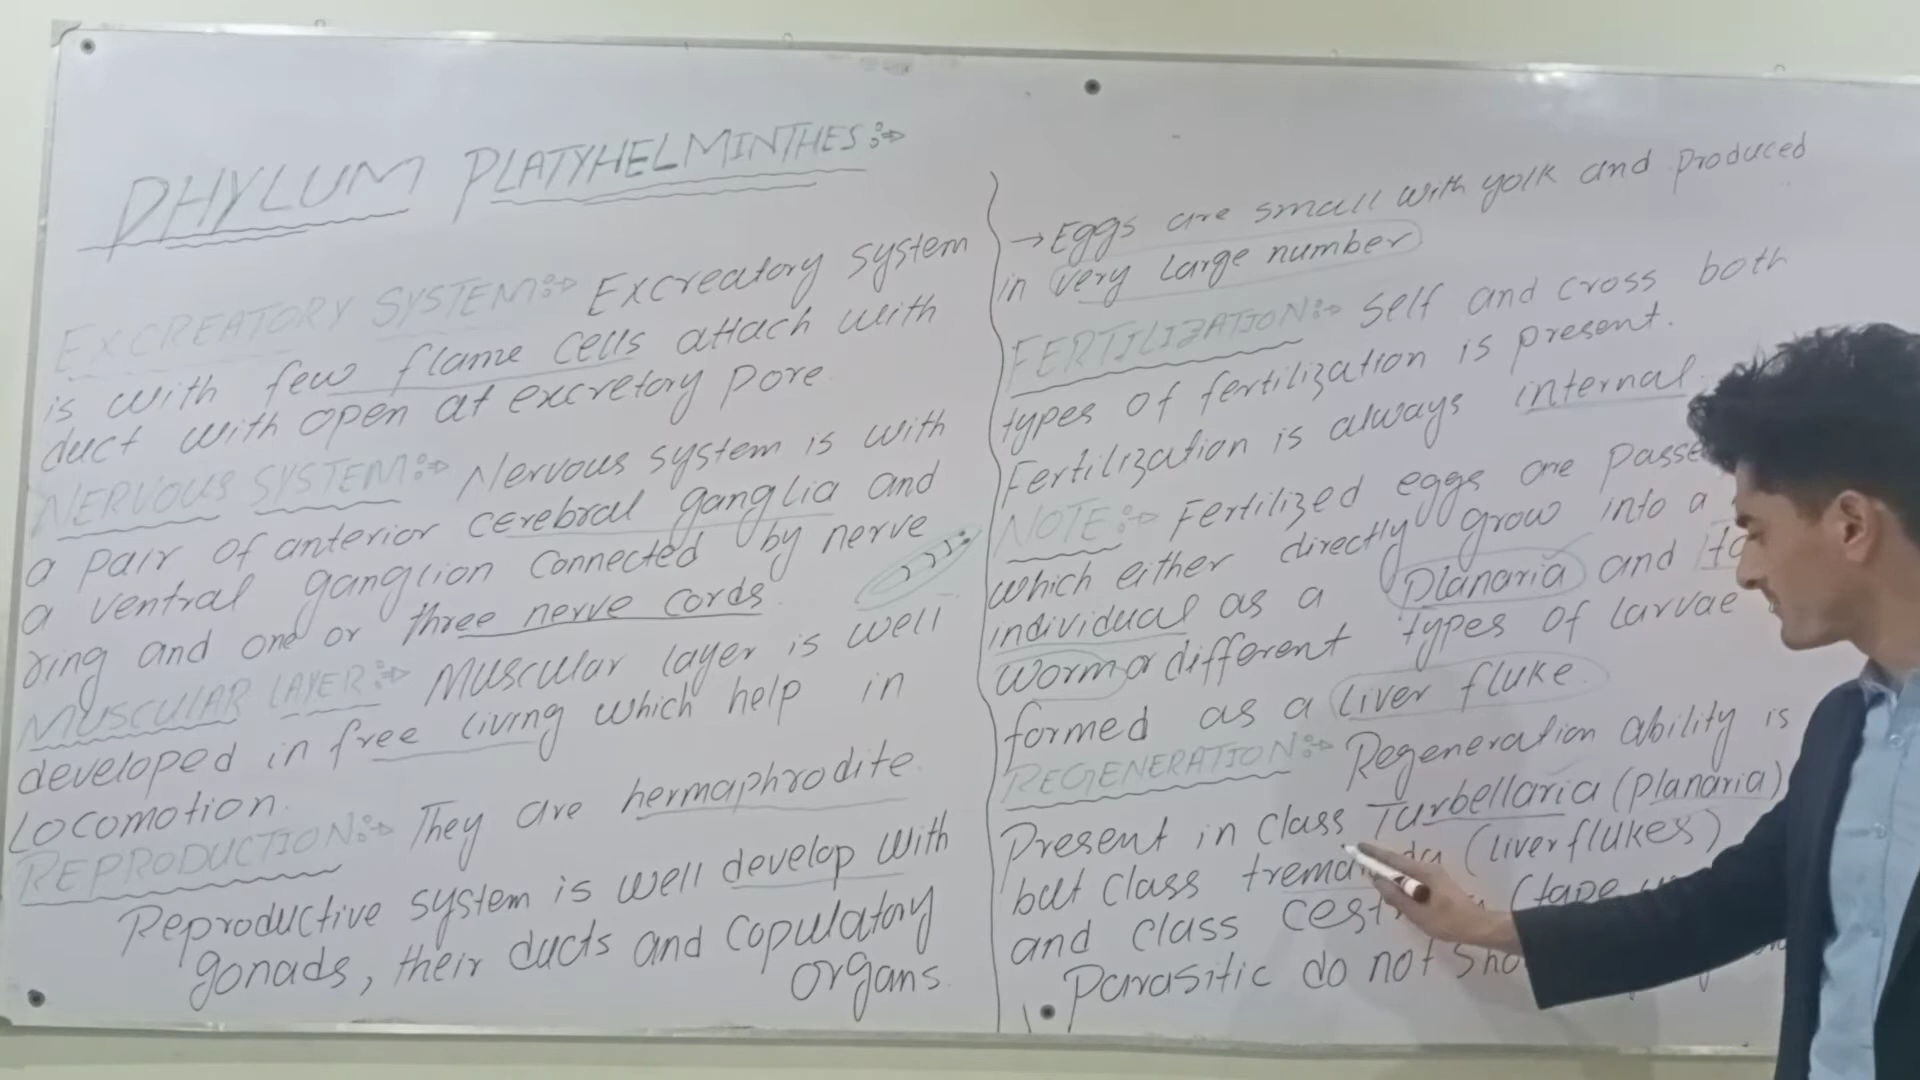 PHYLUM PLATYHELMINTHES:⇒
EXCREATORY SYSTEM:⇒ Excreatory system
is with few flame cells attach with
duct with open at excretory pore
NERVOUS SYSTEM:⇒ Nervous system is with
a pair of anterior cerebral ganglia and
a ventral ganglion connected by nerve
ring and one or three nerve cords
MUSCULAR LAYER:⇒ Muscular layer is well
developed in free living which help in
Locomotion.
REPRODUCTION:⇒ They are hermaphrodite.
Reproductive system is well develop with
gonads, their ducts and copulatory
organs.
→ Eggs are small with yolk and produced
in very large number
FERTILIZATION:⇒ Self and cross both
types of fertilization is present.
Fertilization is always internal.
NOTE:⇒ Fertilized eggs are
which either directly grow into a
individual as a Planaria and
worm or different types of larvae
formed as a liver fluke.
REGENERATION:⇒ Regeneration ability is
Present in class Turbellaria (Planaria)
but class (liver flukes)
and class (tape
Parasitic do not